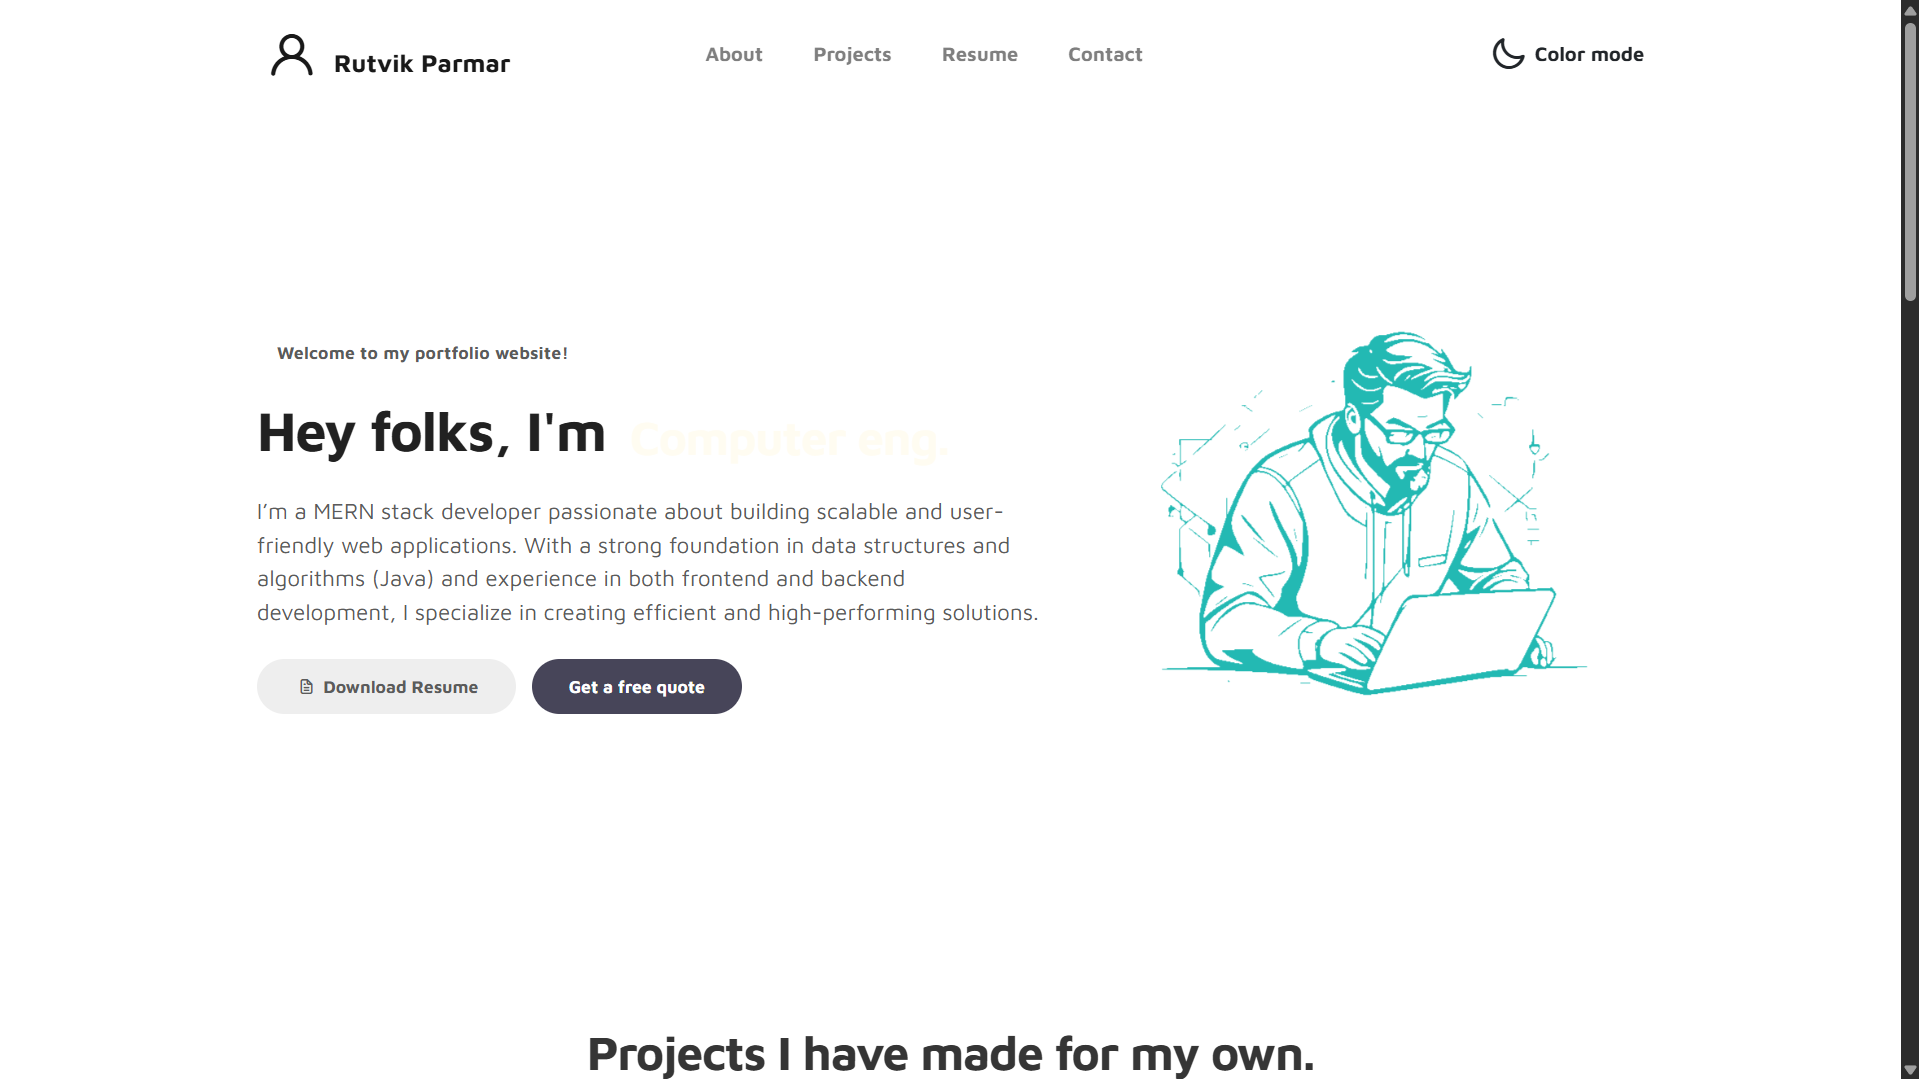 Rutvik Parmar
About
Projects
Resume
Contact
Color mode
Welcome to my portfolio website!
Hey folks, I'm Computer eng.
I’m a MERN stack developer passionate about building scalable and user-
friendly web applications. With a strong foundation in data structures and
algorithms (Java) and experience in both frontend and backend
development, I specialize in creating efficient and high-performing solutions.
Download Resume
Get a free quote
Projects I have made for my own.